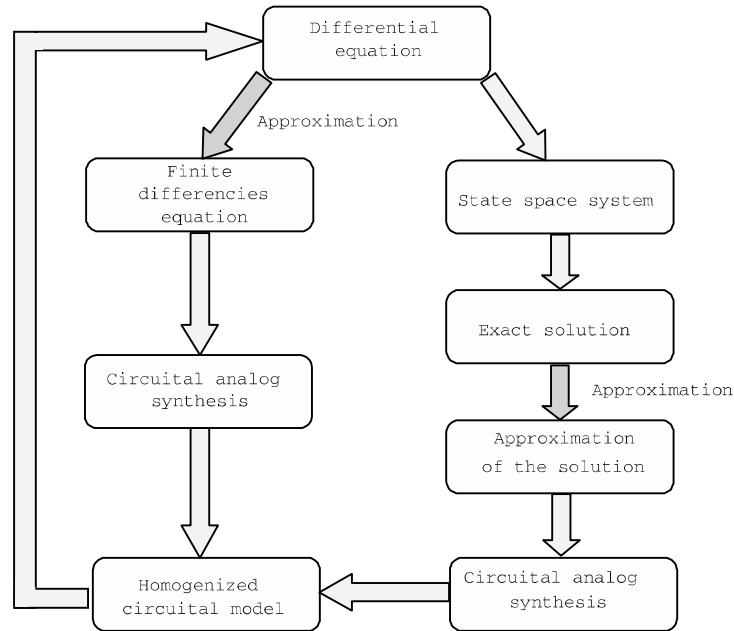 Differential
equation
Approximation
Finite
differencies
equation
State space system
Exact solution
Circuital analog
synthesis
Approximation
Approximation
of the solution
Homogenized
circuital model
Circuital analog
synthesis